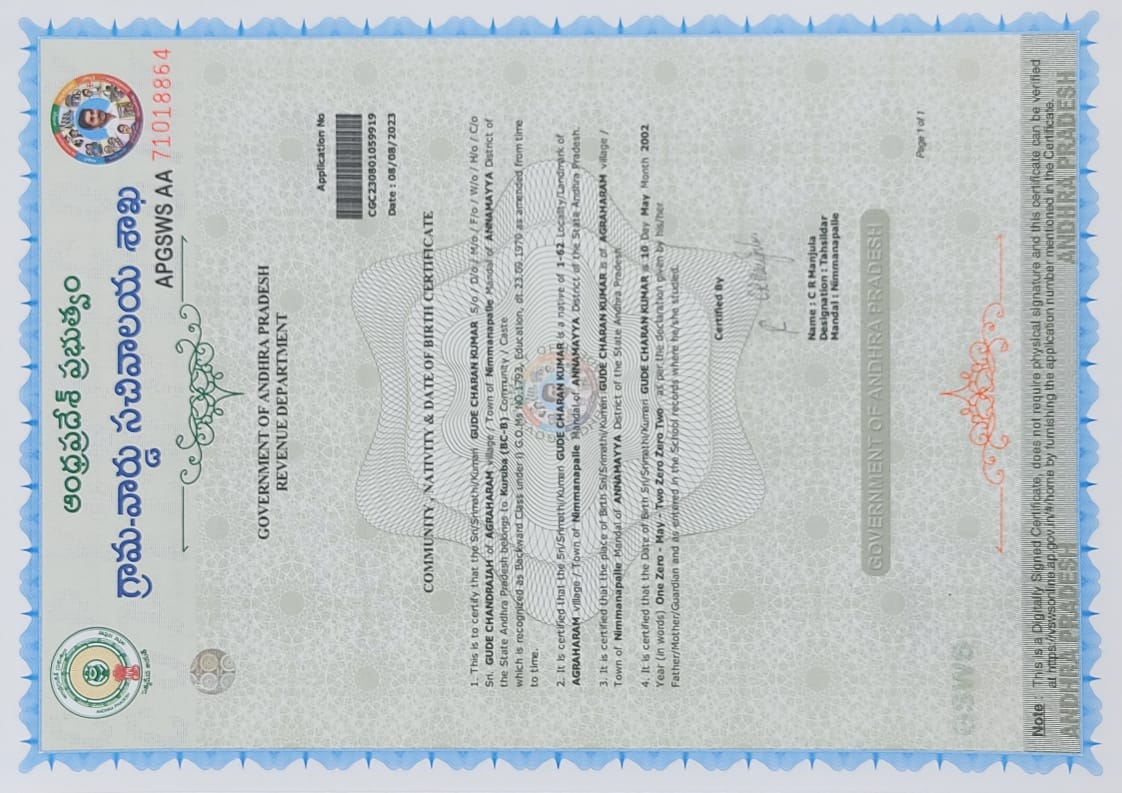 ఆంధ్రప్రదేశ్ ప్రభుత్వం
గ్రామ-వార్డు సచివాలయ శాఖ
APGSWS AA 71018864
GOVERNMENT OF ANDHRA PRADESH
REVENUE DEPARTMENT
Application No
CGC230801059919
Date : 08/08/2023
COMMUNITY , NATIVITY & DATE OF BIRTH CERTIFICATE
1. This is to certify that the Sri/Srimathi/Kumari GUDE CHARAN KUMAR S/o / D/o / M/o / F/o / W/o / H/o / C/o
Sri. GUDE CHANDRAIAH of AGRAHARAM village / Town of Nimmanapalle Mandal of ANNAMAYYA District of
the State Andhra Pradesh belongs to Kuruba (BC-B) Community / Caste
which is recognized as Backward Class under i) G.O.Ms NO.1793, Education, dt 23.09.1970 as amended from time
to time.
2. It is certified that the Sri/Srimathi/Kumari GUDE CHARAN KUMAR is a native of 1-62 Locality/Landmark of
AGRAHARAM village / Town of Nimmanapalle Mandal of ANNAMAYYA District of the State Andhra Pradesh.
3. It is certified that the place of Birth Sri/Srimathi/Kumari GUDE CHARAN KUMAR is of AGRAHARAM village /
Town of Nimmanapalle Mandal of ANNAMAYYA District of the State Andhra Pradesh
4. It is certified that the Date of Birth Sri/Srimathi/Kumari GUDE CHARAN KUMAR is 10 Day May Month 2002
Year (in words) One Zero - May - Two Zero Zero Two as per the declaration given by his/her
Father/Mother/Guardian and as entered in the School records where he/she studied.
Certified By
Name : C R Manjula
Designation : Tahsildar
Mandal : Nimmanapalle
GOVERNMENT OF ANDHRA PRADESH
Page 1 of 1
Note : This is a Digitally Signed Certificate, does not require physical signature and this certificate can be verified
at https://vswsonline.ap.gov.in/#/home by furnishing the application number mentioned in the Certificate.
ANDHRA PRADESH ANDHRA PRADESH